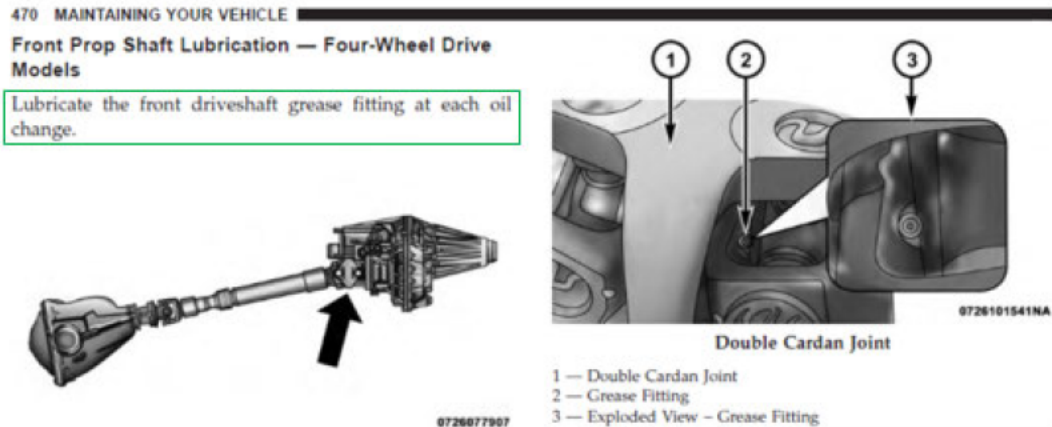 470 MAINTAINING YOUR VEHICLE
Front Prop Shaft Lubrication — Four-Wheel Drive
Models
Lubricate the front driveshaft grease fitting at each oil
change.
0726077907
1
2
3
0726101541NA
Double Cardan Joint
1 — Double Cardan Joint
2 — Grease Fitting
3 — Exploded View – Grease Fitting